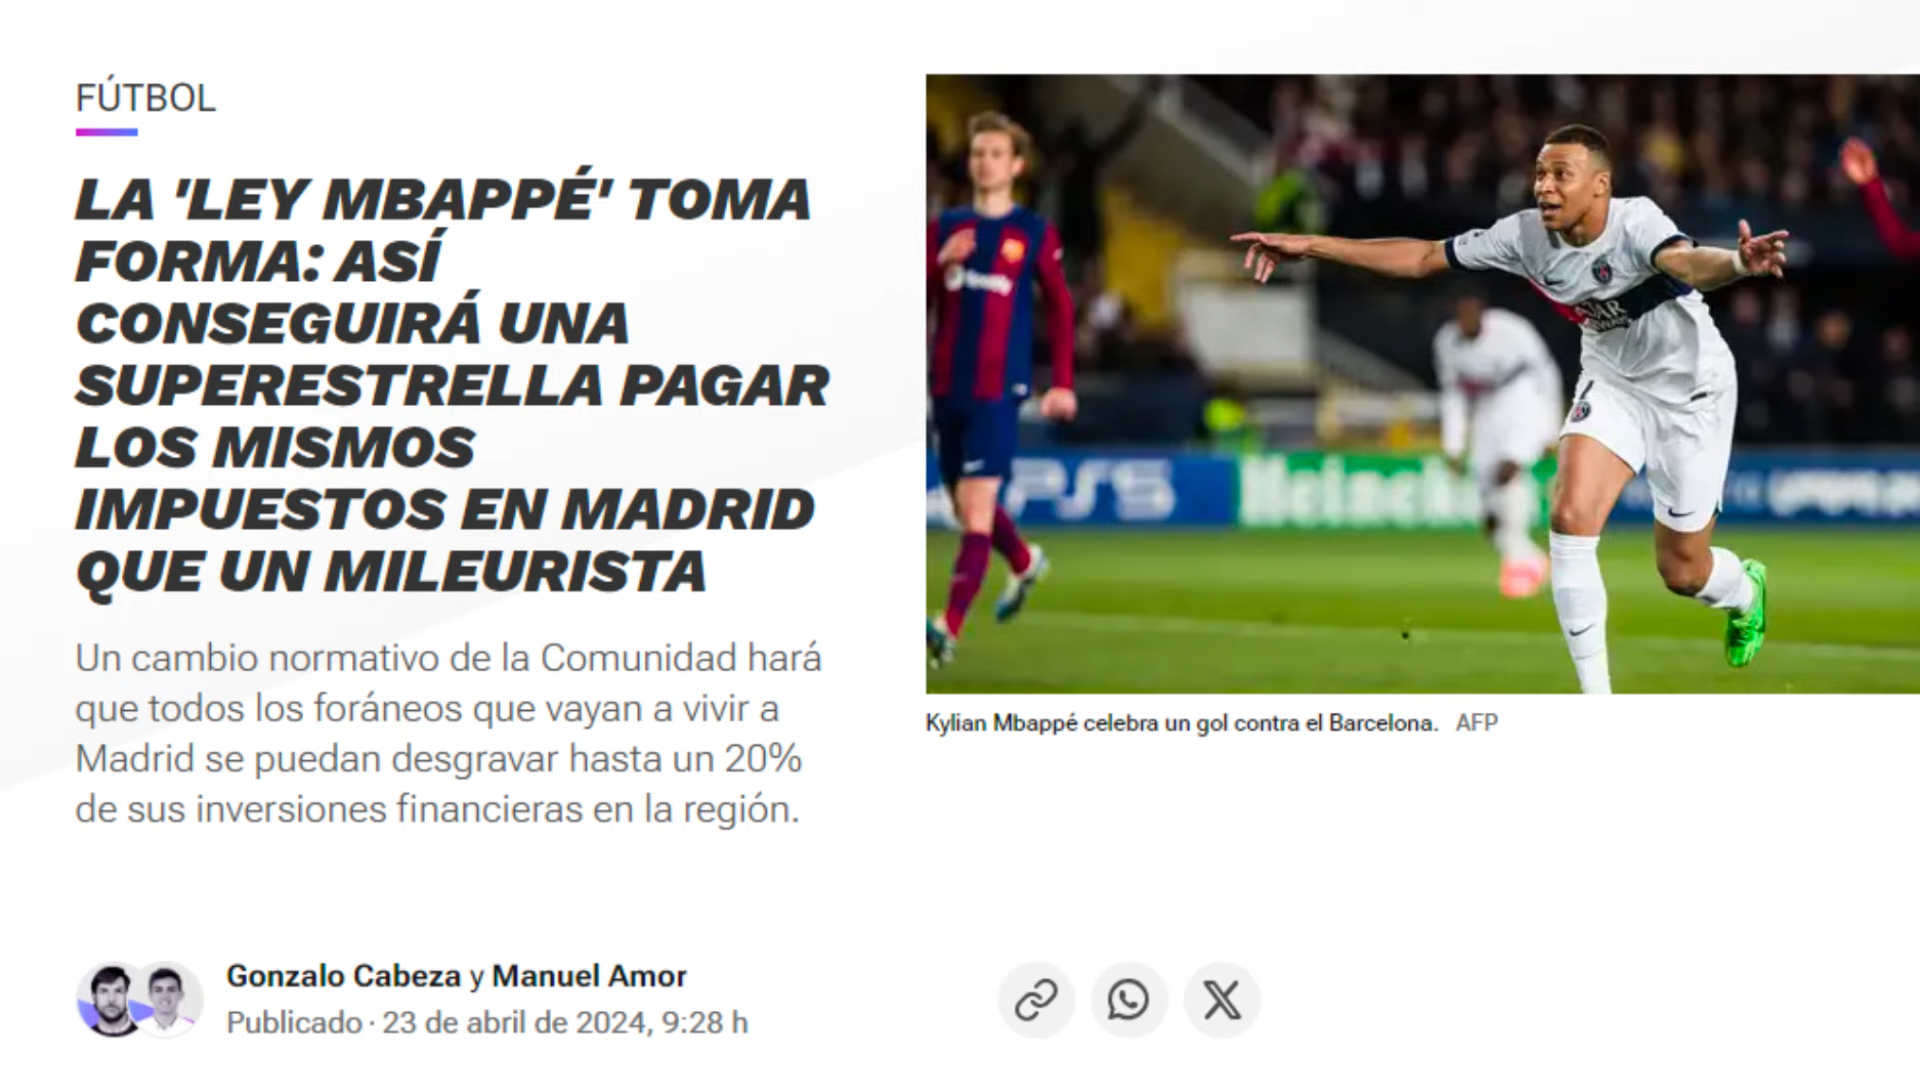 FÚTBOL
LA 'LEY MBAPPÉ' TOMA
FORMA: ASÍ
CONSEGUIRÁ UNA
SUPERESTRELLA PAGAR
LOS MISMOS
IMPUESTOS EN MADRID
QUE UN MILEURISTA
Un cambio normativo de la Comunidad hará
que todos los foráneos que vayan a vivir a
Madrid se puedan desgravar hasta un 20%
de sus inversiones financieras en la región.
PS5
Heineken
Kylian Mbappé celebra un gol contra el Barcelona. AFP
Gonzalo Cabeza y Manuel Amor
Publicado · 23 de abril de 2024, 9:28 h